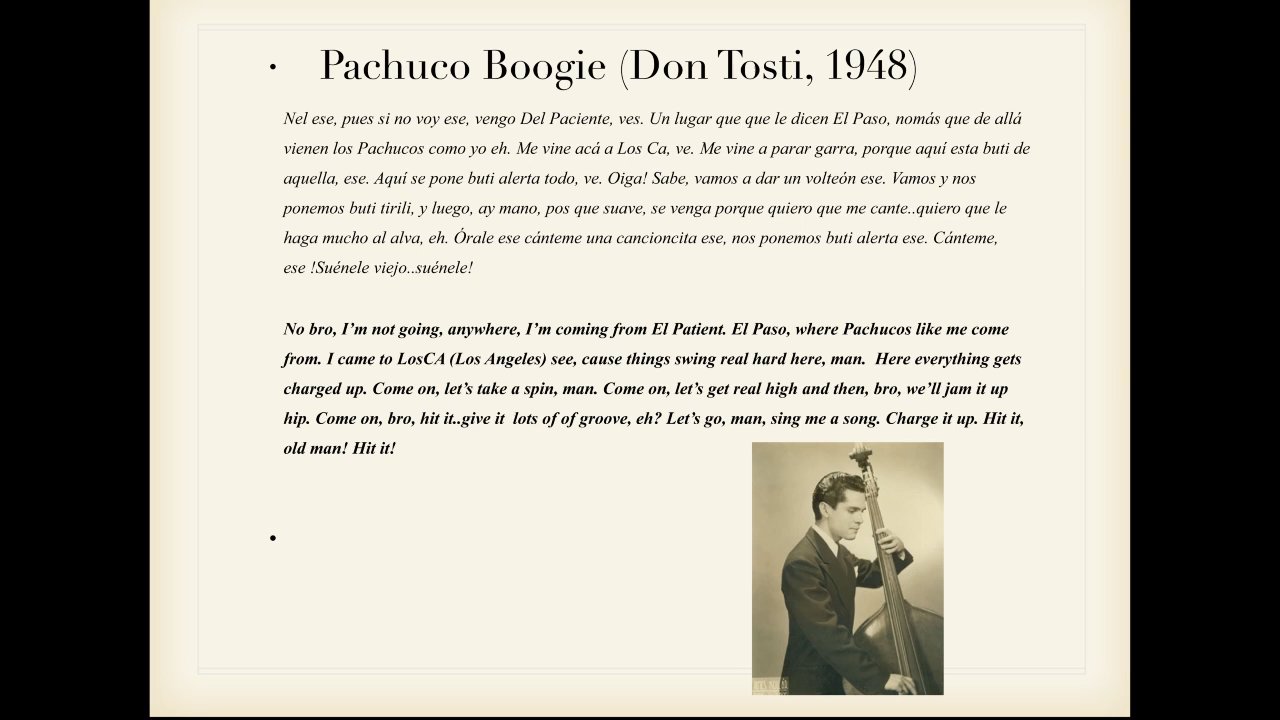 • Pachuco Boogie (Don Tosti, 1948)
Nel ese, pues si no voy ese, vengo Del Paciente, ves. Un lugar que que le dicen El Paso, nomás que de allá
vienen los Pachucos como yo eh. Me vine acá a Los Ca, ve. Me vine a parar garra, porque aquí esta buti de
aquella, ese. Aquí se pone buti alerta todo, ve. Oiga! Sabe, vamos a dar un volteón ese. Vamos y nos
ponemos buti tirili, y luego, ay mano, pos que suave, se venga porque quiero que me cante..quiero que le
haga mucho al alva, eh. Órale ese cánteme una cancioncita ese, nos ponemos buti alerta ese. Cánteme,
ese !Suénele viejo..suénele!
No bro, I’m not going, anywhere, I’m coming from El Patient. El Paso, where Pachucos like me come
from. I came to LosCA (Los Angeles) see, cause things swing real hard here, man.  Here everything gets
charged up. Come on, let’s take a spin, man. Come on, let’s get real high and then, bro, we’ll jam it up
hip. Come on, bro, hit it..give it  lots of of groove, eh? Let’s go, man, sing me a song. Charge it up. Hit it,
old man! Hit it!
•